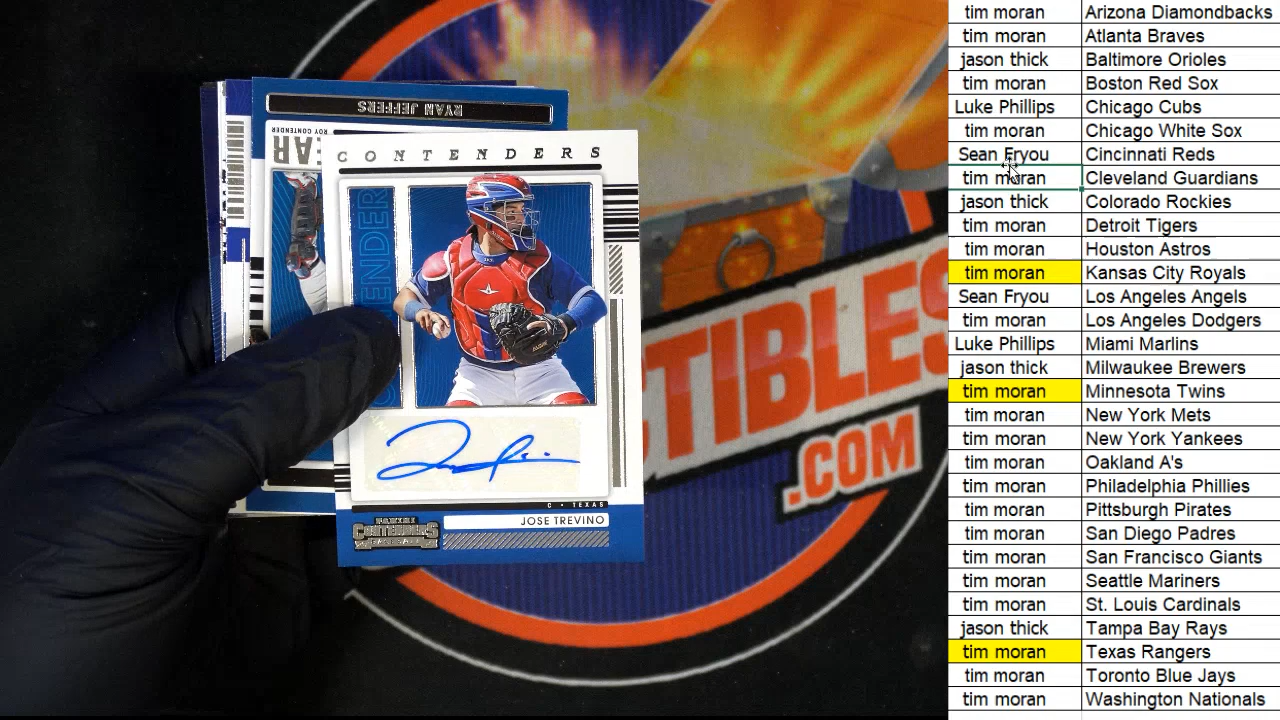 RYAN JEFFERS
ROY CONTENDER
CONTENDERS
C • TEXAS
JOSE TREVINO
PANINI
CONTENDERS
BASEBALL
.COM
tim moran Arizona Diamondbacks
tim moran Atlanta Braves
jason thick Baltimore Orioles
tim moran Boston Red Sox
Luke Phillips Chicago Cubs
tim moran Chicago White Sox
Sean Fryou Cincinnati Reds
tim moran Cleveland Guardians
jason thick Colorado Rockies
tim moran Detroit Tigers
tim moran Houston Astros
tim moran Kansas City Royals
Sean Fryou Los Angeles Angels
tim moran Los Angeles Dodgers
Luke Phillips Miami Marlins
jason thick Milwaukee Brewers
tim moran Minnesota Twins
tim moran New York Mets
tim moran New York Yankees
tim moran Oakland A's
tim moran Philadelphia Phillies
tim moran Pittsburgh Pirates
tim moran San Diego Padres
tim moran San Francisco Giants
tim moran Seattle Mariners
tim moran St. Louis Cardinals
jason thick Tampa Bay Rays
tim moran Texas Rangers
tim moran Toronto Blue Jays
tim moran Washington Nationals